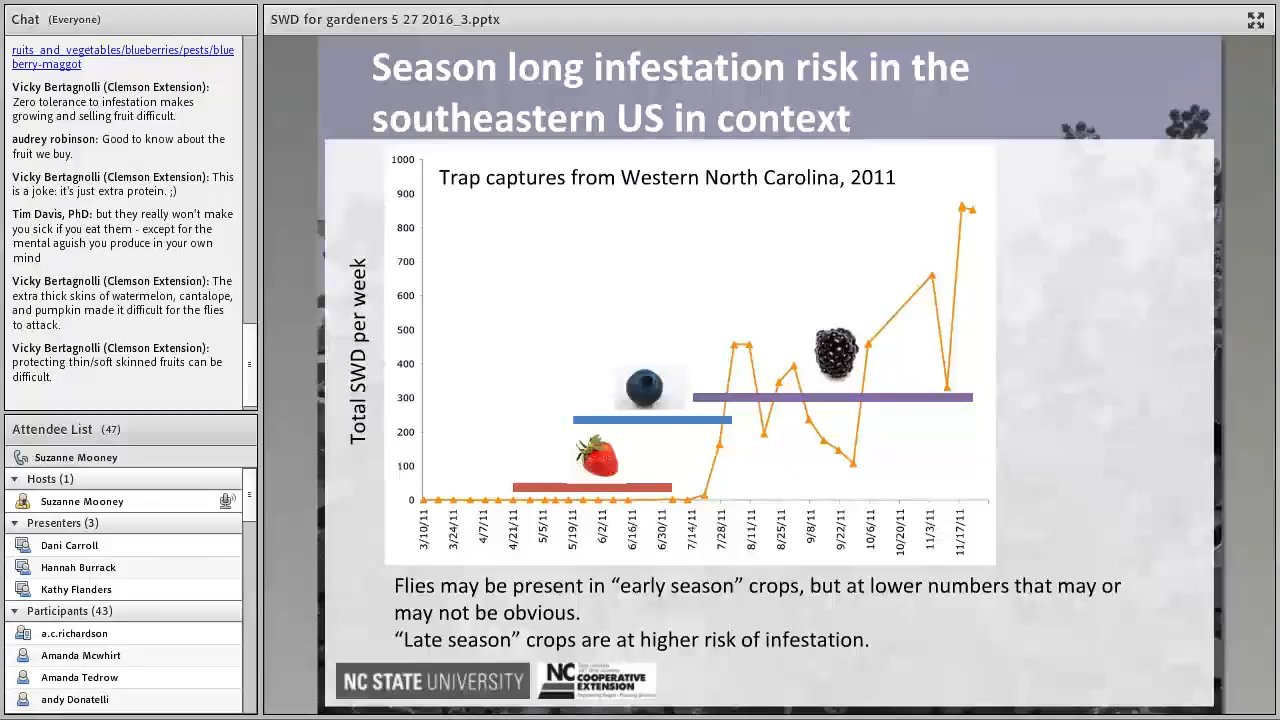 Chat (Everyone)
ruits_and_vegetables/blueberries/pests/blue
berry-maggot
Vicky Bertagnolli (Clemson Extension):
Zero tolerance to infestation makes
growing and selling fruit difficult.
audrey robinson: Good to know about the
fruit we buy.
Vicky Bertagnolli (Clemson Extension): This
is a joke: it's just extra protein. ;)
Tim Davis, PhD: but they really won't make
you sick if you eat them - except for the
mental aguish you produce in your own
mind
Vicky Bertagnolli (Clemson Extension): The
extra thick skins of watermelon, cantalope,
and pumpkin made it difficult for the flies
to attack.
Vicky Bertagnolli (Clemson Extension):
protecting thin/soft skinned fruits can be
difficult.
Attendee List (47)
Suzanne Mooney
Hosts (1)
Suzanne Mooney
Presenters (3)
Dani Carroll
Hannah Burrack
Kathy Flanders
Participants (43)
a.c.richardson
Amanda Mcwhirt
Amanda Tedrow
andy Donatelli
SWD for gardeners 5 27 2016_3.pptx
Season long infestation risk in the
southeastern US in context
Trap captures from Western North Carolina, 2011
Total SWD per week
1000
900
800
700
600
500
400
300
200
100
0
3/10/11
3/24/11
4/7/11
4/21/11
5/5/11
5/19/11
6/2/11
6/16/11
6/30/11
7/14/11
7/28/11
8/11/11
8/25/11
9/8/11
9/22/11
10/6/11
10/20/11
11/3/11
11/17/11
Flies may be present in “early season” crops, but at lower numbers that may or
may not be obvious.
“Late season” crops are at higher risk of infestation.
NC STATE UNIVERSITY
NC
COOPERATIVE
EXTENSION